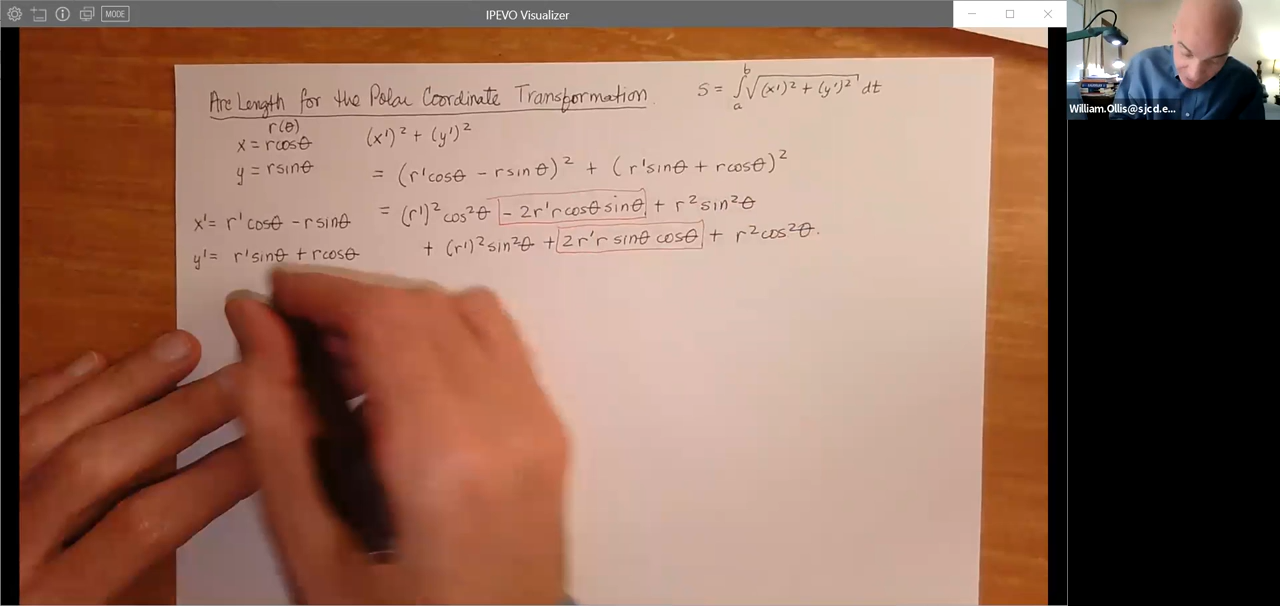 IPEVO Visualizer
MODE
William.Ollis@sjcd.e...
Arc Length for the Polar Coordinate Transformation.
S = ∫ₐᵇ √(x')² + (y')² dt
r(θ)
x = rcosθ
y = rsinθ
x' = r'cosθ - rsinθ
y' = r'sinθ + rcosθ
(x')² + (y')²
= (r'cosθ - rsinθ)² + (r'sinθ + rcosθ)²
= (r')²cos²θ - 2r'rcosθsinθ + r²sin²θ
+ (r')²sin²θ + 2r'r sinθ cosθ + r²cos²θ.